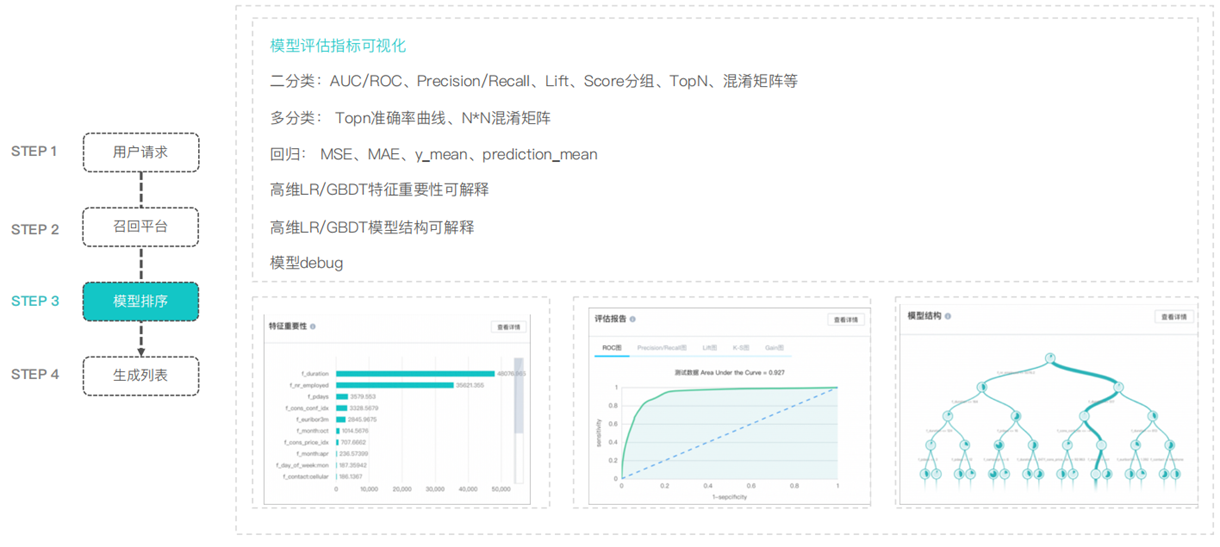 STEP 1
用户请求
STEP 2
召回平台
STEP 3
模型排序
STEP 4
生成列表
模型评估指标可视化
二分类：AUC/ROC、Precision/Recall、Lift、Score分组、TopN、混淆矩阵等
多分类： Topn准确率曲线、N*N混淆矩阵
回归： MSE、MAE、y_mean、prediction_mean
高维LR/GBDT特征重要性可解释
高维LR/GBDT模型结构可解释
模型debug
特征重要性
查看详情
f_duration
f_nr_employed 35621.355
f_pdays 3579.553
f_cons_conf_idx 3328.5679
f_euribor3m 2845.9675
f_month:oct 1014.5676
f_cons_price_idx 707.6662
f_month:apr 236.57399
f_day_of_week:mon 187.35942
f_contact:cellular 186.1367
0 10,000 20,000 30,000 40,000 50,000
评估报告
查看详情
ROC图 Precision/Recall图 Lift图 K-S图 Gain图
测试数据 Area Under the Curve = 0.927
sensitivity
1
0.8
0.6
0.4
0.2
0
0 0.2 0.4 0.6 0.8 1
1-sepcificity
模型结构
查看详情